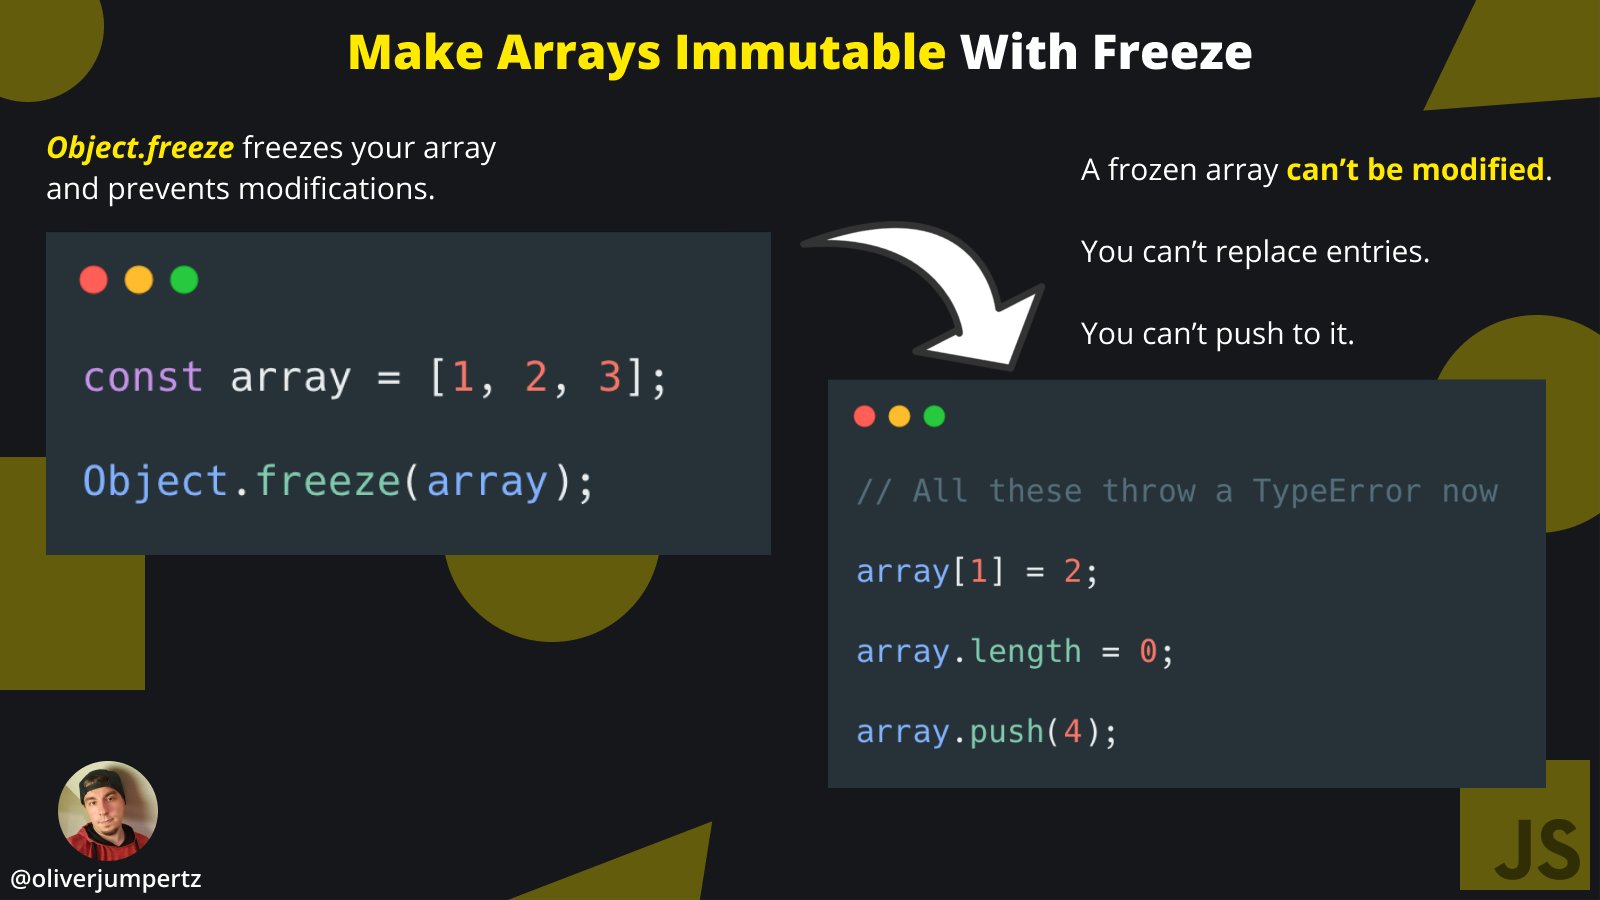 Make Arrays Immutable With Freeze
Object.freeze freezes your array
and prevents modifications.
const array = [1, 2, 3];
Object.freeze(array);
A frozen array can’t be modified.
You can’t replace entries.
You can’t push to it.
// All these throw a TypeError now
array[1] = 2;
array.length = 0;
array.push(4);
@oliverjumpertz
JS